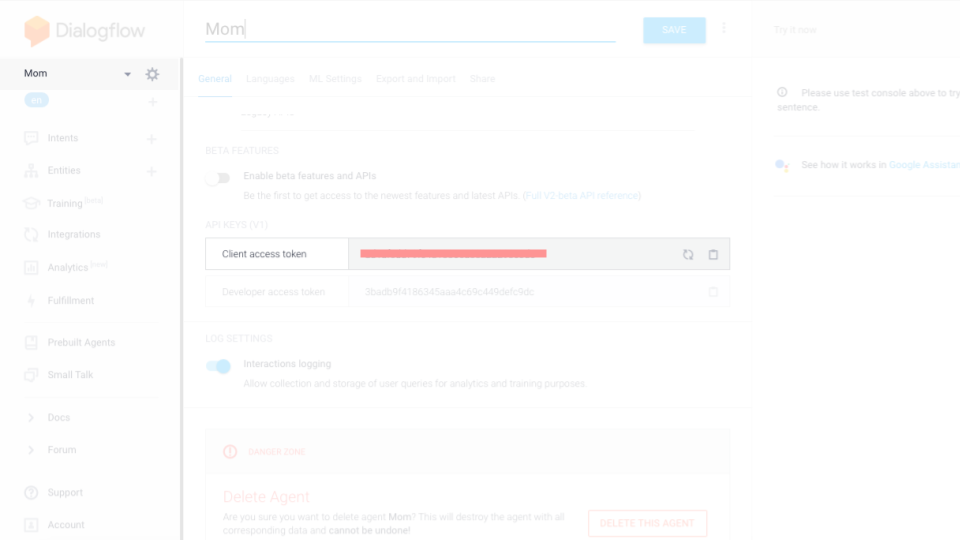 Dialogflow
Mom
SAVE
Try it now
Mom
General Languages ML Settings Export and Import Share
en
Please use test console above to try
sentence.
Intents
BETA FEATURES
See how it works in Google Assistan
Entities
Enable beta features and APIs
Be the first to get access to the newest features and latest APIs. (Full V2-beta API reference)
Training [beta]
API KEYS (V1)
Integrations
Client access token
Analytics [beta]
Developer access token
Fulfillment
LOG SETTINGS
Prebuilt Agents
Interactions logging
Small Talk
Allow collection and storage of user queries for analytics and training purposes.
Docs
Forum
DANGER ZONE
Support
Delete Agent
Are you sure you want to delete agent Mom? This will destroy the agent with all
corresponding data and cannot be undone!
DELETE THIS AGENT
Account